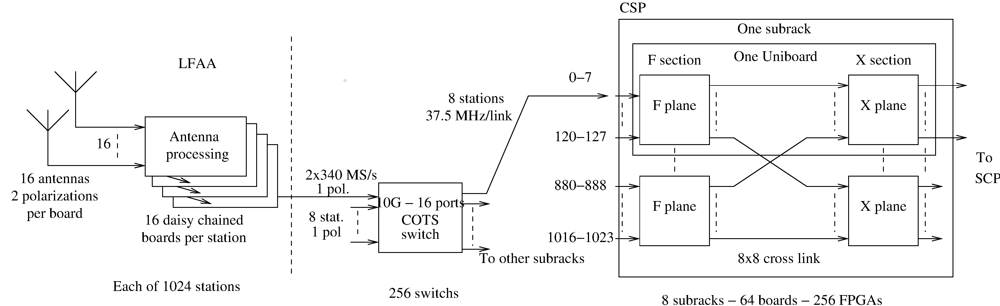 CSP
One subrack
LFAA
F section
One Uniboard
X section
0–7
8 stations
37.5 MHz/link
F plane
X plane
16
Antenna
processing
120–127
To
SCP
16 antennas
2 polarizations
per board
2x340 MS/s
1 pol.
880–888
10G – 16 ports
COTS
switch
8 stat.
1 pol
F plane
X plane
16 daisy chained
boards per station
1016–1023
To other subracks
8x8 cross link
Each of 1024 stations
256 switchs
8 subracks – 64 boards – 256 FPGAs